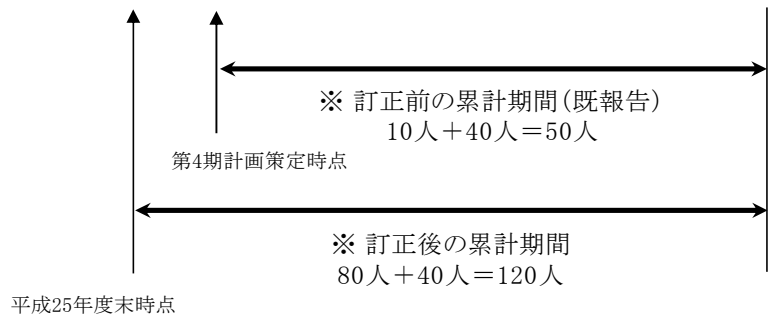 ※ 訂正前の累計期間(既報告)
10人＋40人＝50人
第4期計画策定時点
※ 訂正後の累計期間
80人＋40人＝120人
平成25年度末時点